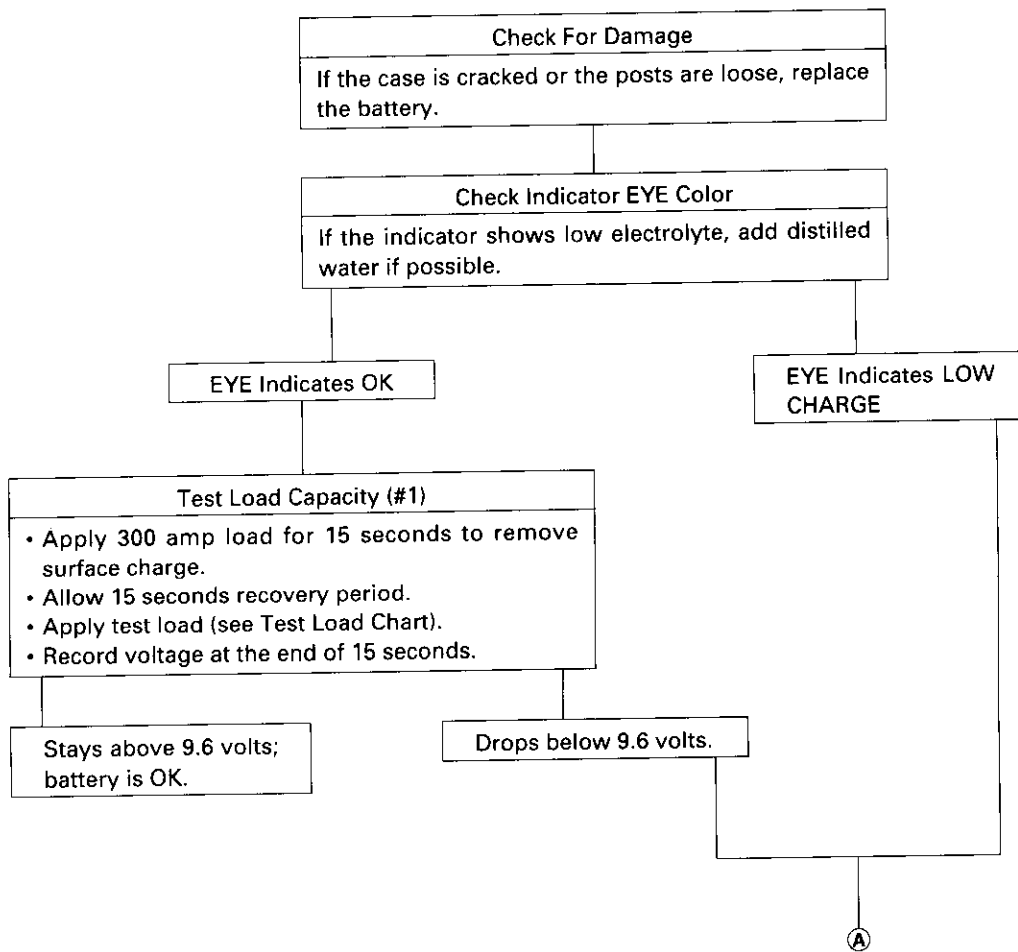 Check For Damage
If the case is cracked or the posts are loose, replace
the battery.
Check Indicator EYE Color
If the indicator shows low electrolyte, add distilled
water if possible.
EYE Indicates OK
EYE Indicates LOW
CHARGE
Test Load Capacity (#1)
• Apply 300 amp load for 15 seconds to remove
surface charge.
• Allow 15 seconds recovery period.
• Apply test load (see Test Load Chart).
• Record voltage at the end of 15 seconds.
Stays above 9.6 volts;
battery is OK.
Drops below 9.6 volts.
A